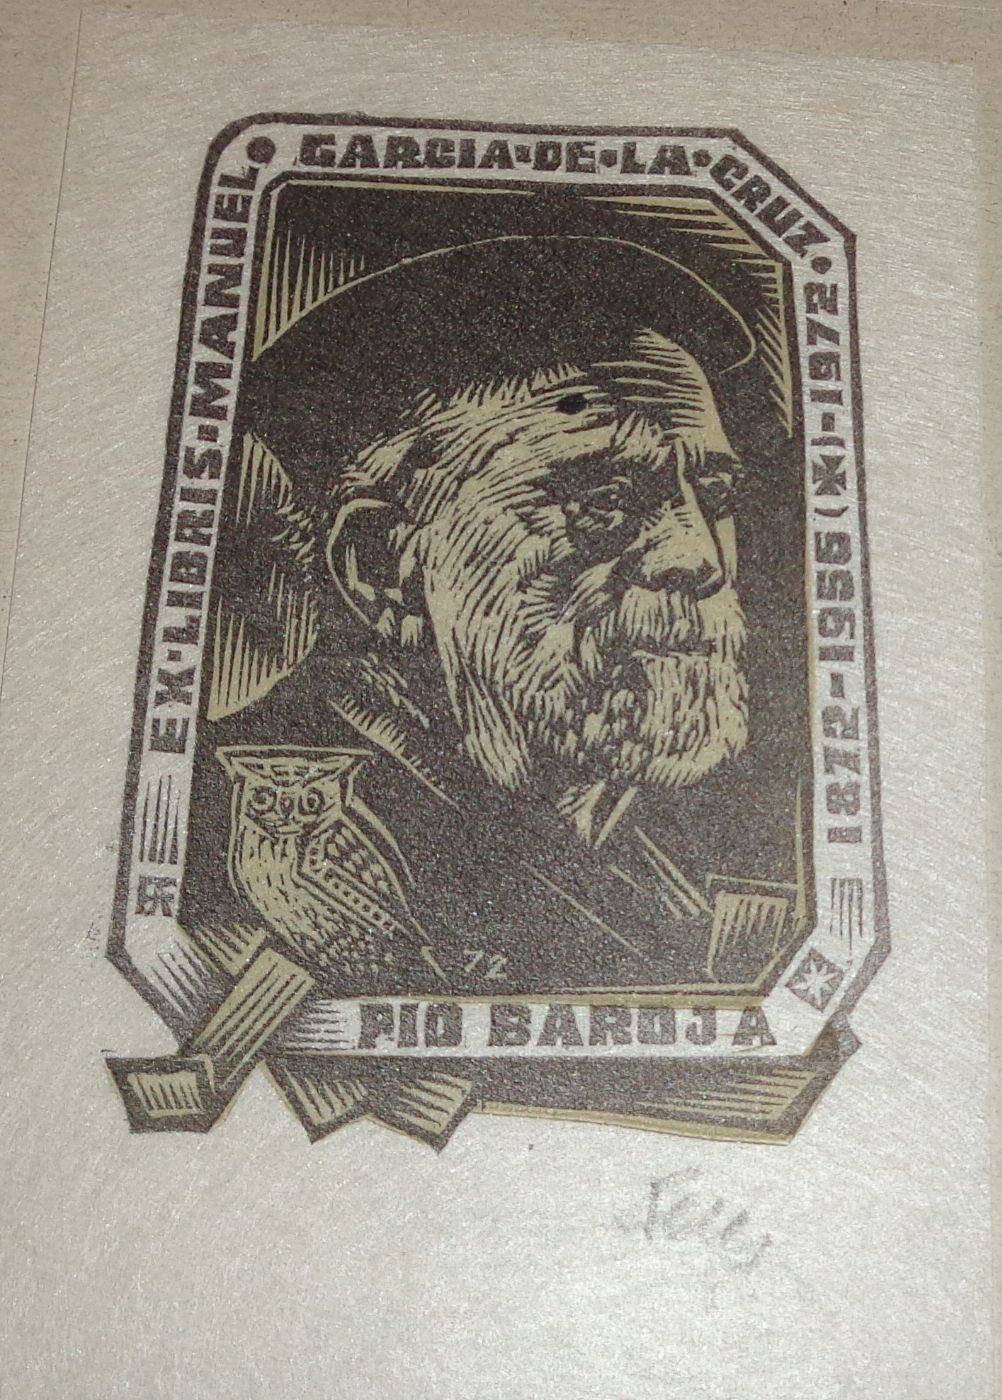 EX·LIBRIS·MANUEL·GARCIA·DE·LA·CRUZ·
1872-1956(✠)-1972
72
PIO BAROJA